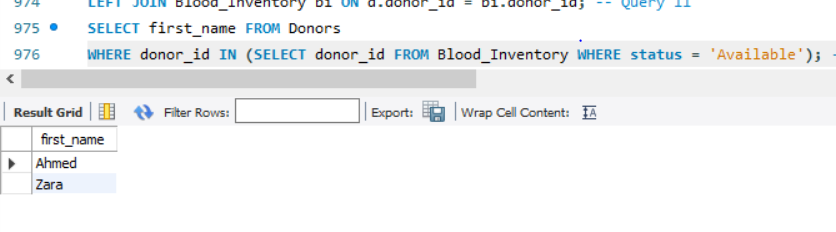 974 LEFT JOIN Blood_Inventory bi ON d.donor_id = bi.donor_id; -- Query 11
975 SELECT first_name FROM Donors
976 WHERE donor_id IN (SELECT donor_id FROM Blood_Inventory WHERE status = 'Available'); -
Result Grid Filter Rows: Export: Wrap Cell Content:
first_name
Ahmed
Zara